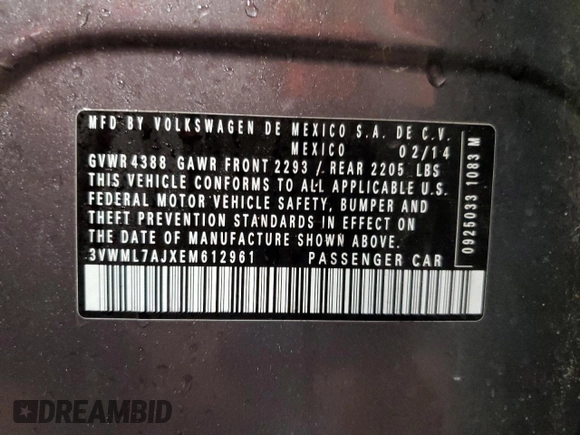 MFD BY VOLKSWAGEN DE MEXICO S.A. DE C.V.
MEXICO 02/14
GVWR 4388 GAWR FRONT 2293 / REAR 2205 LBS
THIS VEHICLE CONFORMS TO ALL APPLICABLE U.S.
FEDERAL MOTOR VEHICLE SAFETY, BUMPER AND
THEFT PREVENTION STANDARDS IN EFFECT ON
THE DATE OF MANUFACTURE SHOWN ABOVE.
3VWML7AJXEM612961 PASSENGER CAR
0925033 1083 M
DREAMBID